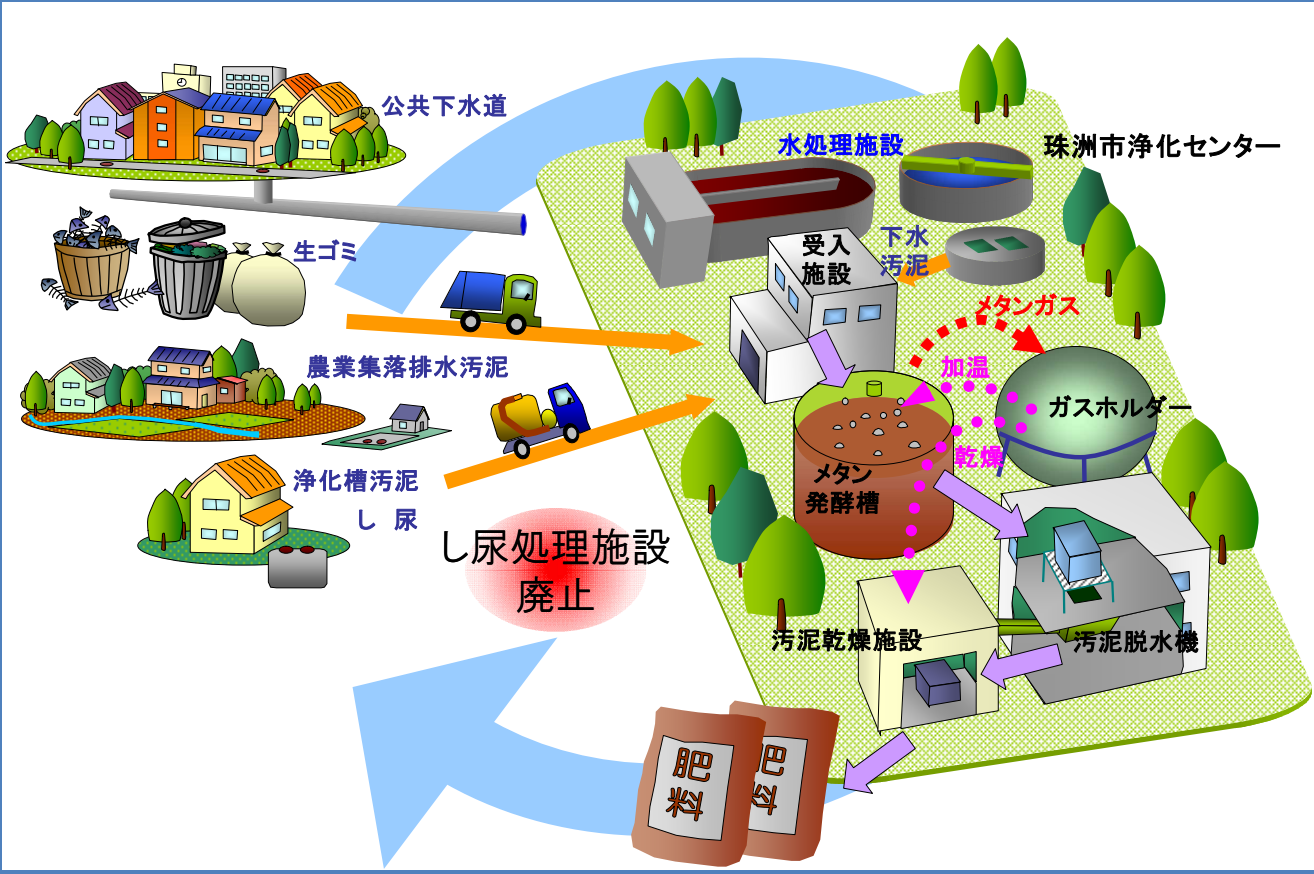 公共下水道
生ゴミ
農業集落排水汚泥
浄化槽汚泥
し 尿
し尿処理施設
廃止
水処理施設
珠洲市浄化センター
受入
施設
下水
汚泥
メタンガス
加温
ガスホルダー
乾燥
メタン
発酵槽
汚泥乾燥施設
汚泥脱水機
肥料
肥料